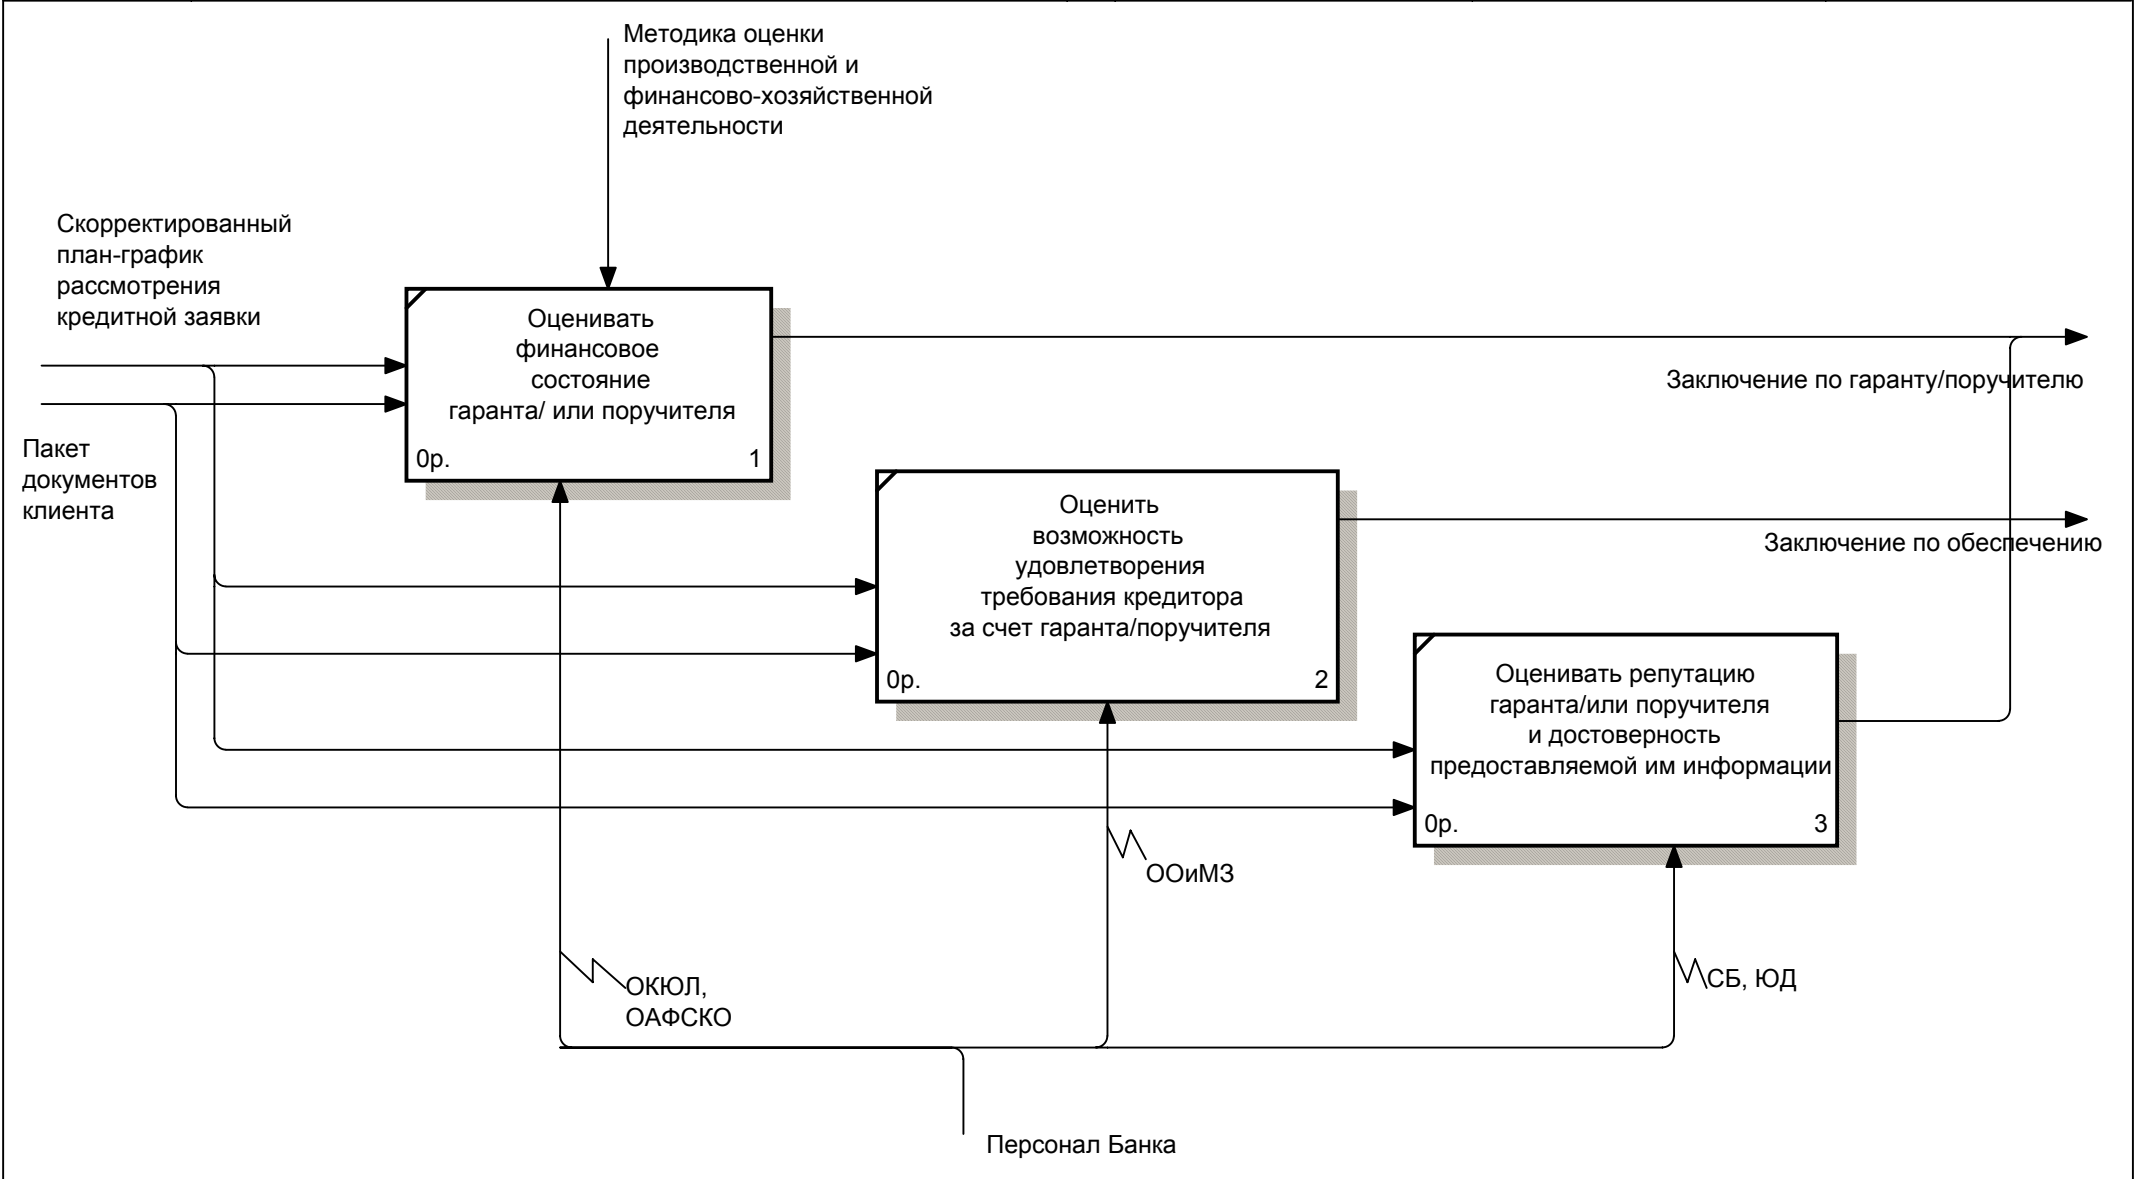 Методика оценки
производственной и
финансово-хозяйственной
деятельности
Скорректированный
план-график
рассмотрения
кредитной заявки
Оценивать
финансовое
состояние
гаранта/ или поручителя
0р. 1
Заключение по гаранту/поручителю
Пакет
документов
клиента
Оценить
возможность
удовлетворения
требования кредитора
за счет гаранта/поручителя
0р. 2
Заключение по обеспечению
Оценивать репутацию
гаранта/или поручителя
и достоверность
предоставляемой им информации
0р. 3
ООиМЗ
ОКЮЛ,
ОАФСКО
СБ, ЮД
Персонал Банка